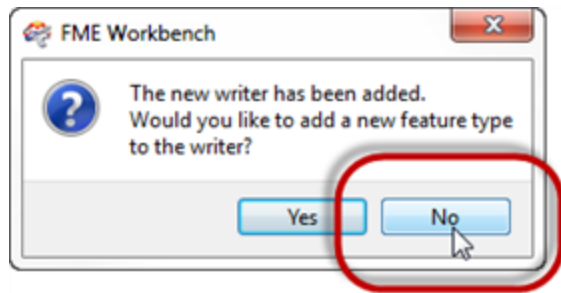 FME Workbench
The new writer has been added.
Would you like to add a new feature type
to the writer?
Yes
No